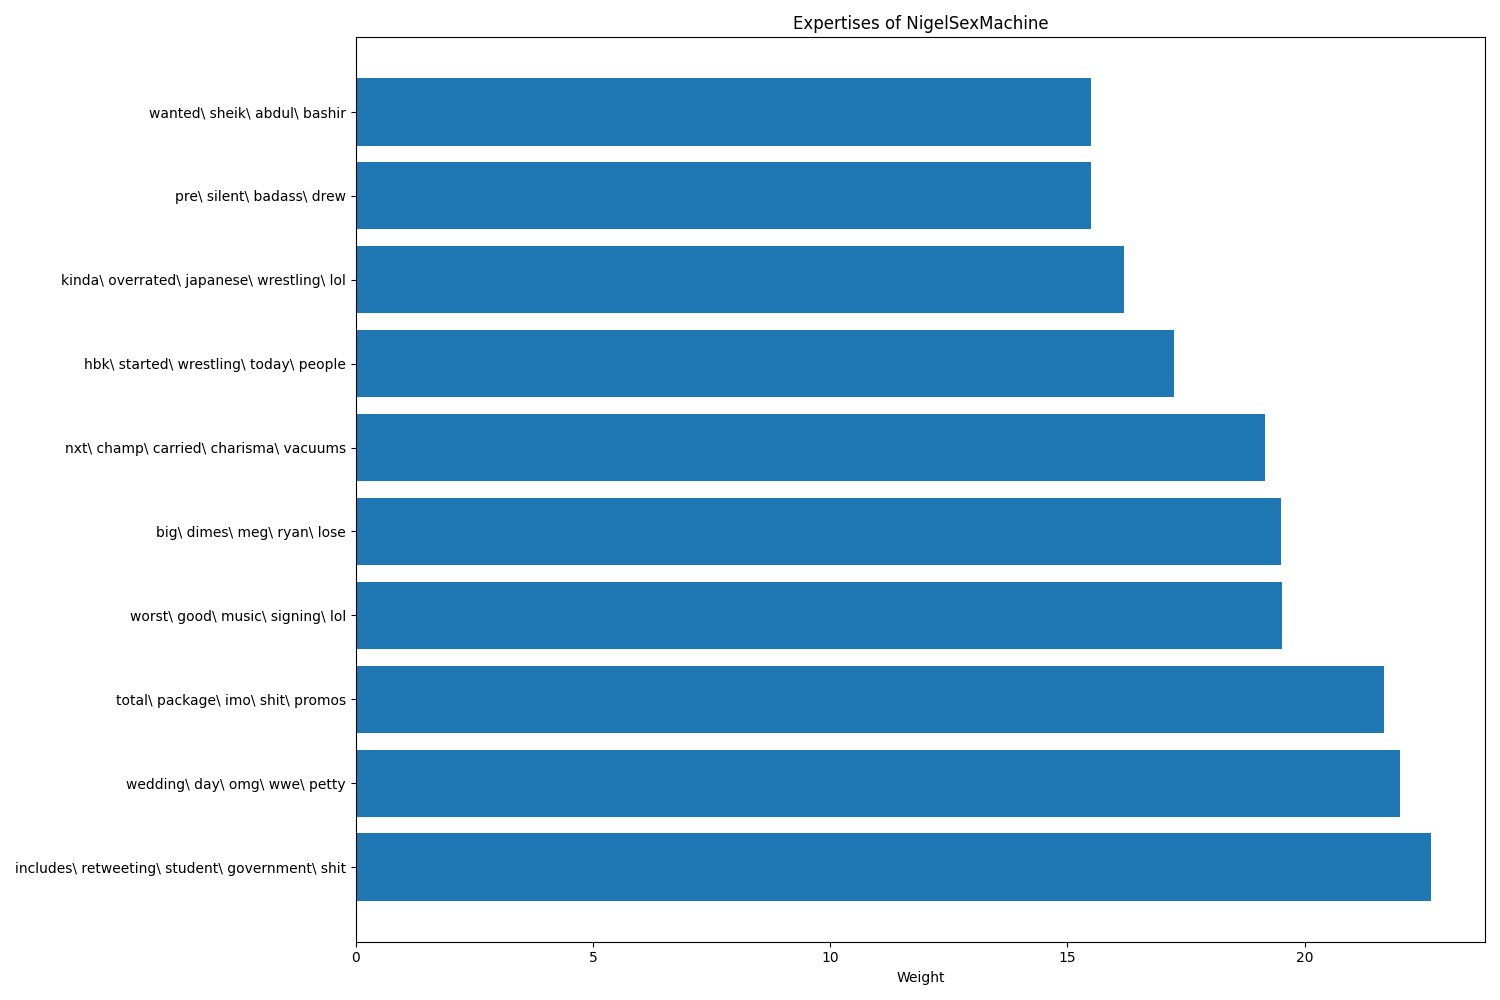 Expertises of NigelSexMachine
wanted\ sheik\ abdul\ bashir
pre\ silent\ badass\ drew
kinda\ overrated\ japanese\ wrestling\ lol
hbk\ started\ wrestling\ today\ people
nxt\ champ\ carried\ charisma\ vacuums
big\ dimes\ meg\ ryan\ lose
worst\ good\ music\ signing\ lol
total\ package\ imo\ shit\ promos
wedding\ day\ omg\ wwe\ petty
includes\ retweeting\ student\ government\ shit
0 5 10 15 20
Weight